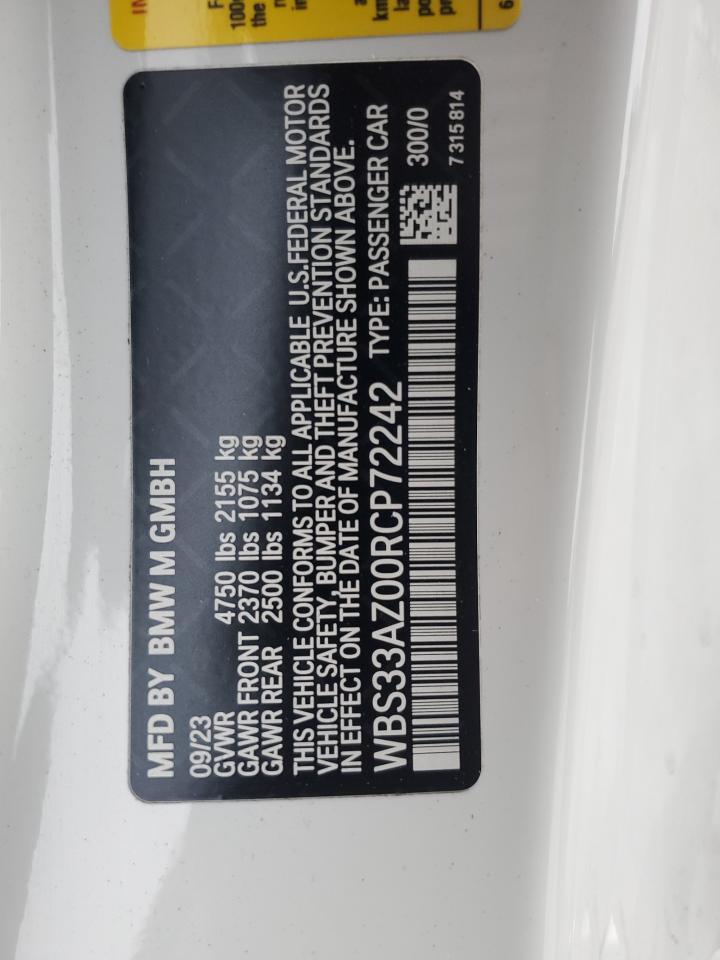 MFD BY BMW M GMBH
09/23
GVWR 4750 lbs 2155 kg
GAWR FRONT 2370 lbs 1075 kg
GAWR REAR 2500 lbs 1134 kg
THIS VEHICLE CONFORMS TO ALL APPLICABLE U.S.FEDERAL MOTOR
VEHICLE SAFETY, BUMPER AND THEFT PREVENTION STANDARDS
IN EFFECT ON THE DATE OF MANUFACTURE SHOWN ABOVE.
WBS33AZ00RCP72242 TYPE: PASSENGER CAR
300/0
7 315 814